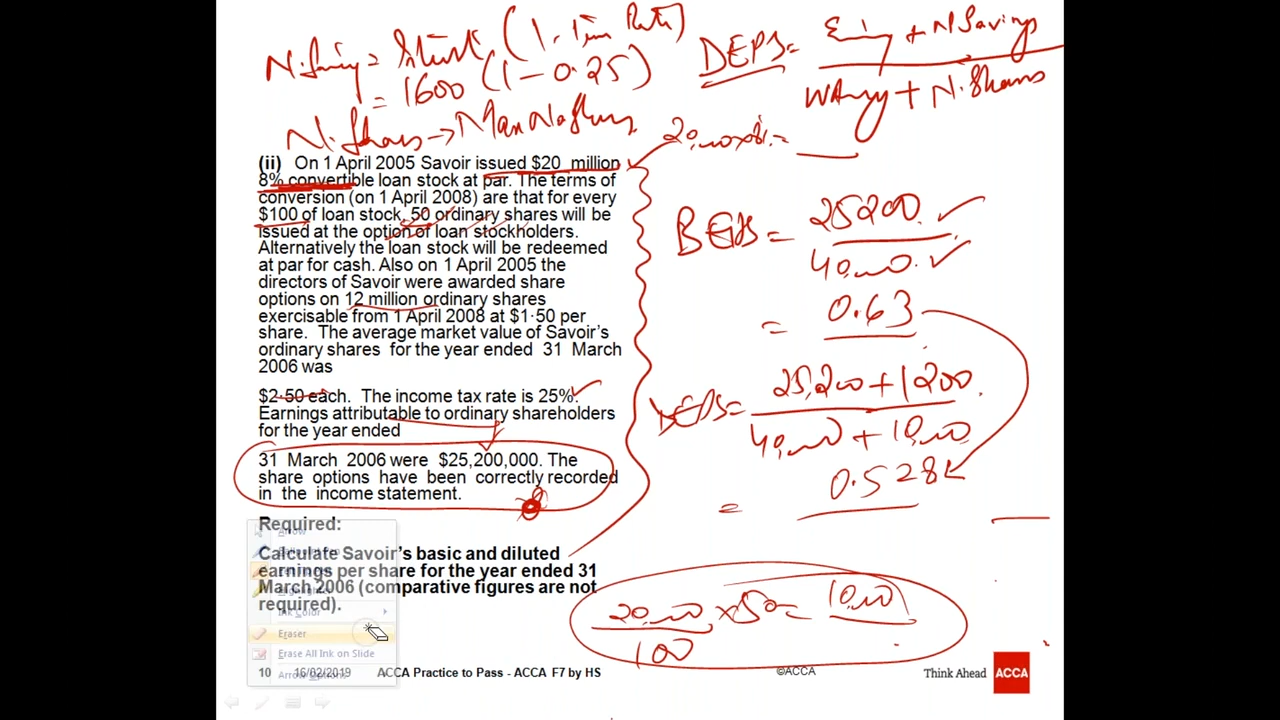 (1 -       Rate)
= 1600 (1 - 0.25)
DEPS =
+ N Savings
+ N. Shares
N. Shares →
(ii) On 1 April 2005 Savoir issued $20 million
8% convertible loan stock at par. The terms of
conversion (on 1 April 2008) are that for every
$100 of loan stock, 50 ordinary shares will be
issued at the option of loan stockholders.
Alternatively the loan stock will be redeemed
at par for cash. Also on 1 April 2005 the
directors of Savoir were awarded share
options on 12 million ordinary shares
exercisable from 1 April 2008 at $1·50 per
share. The average market value of Savoir's
ordinary shares for the year ended 31 March
2006 was
$2·50 each. The income tax rate is 25%.
Earnings attributable to ordinary shareholders
for the year ended
31 March 2006 were $25,200,000. The
share options have been correctly recorded
in the income statement.
Required:
Calculate Savoir's basic and diluted
earnings per share for the year ended 31
March 2006 (comparative figures are not
required).
BEPS = 25200
= 0.63
DEPS = 25,200 + 1200
= 0.528
x 50 =
100
Ink Color
Eraser
Erase All Ink on Slide
Arrow Options
10 16/02/2019 ACCA Practice to Pass - ACCA F7 by HS ©ACCA Think Ahead ACCA